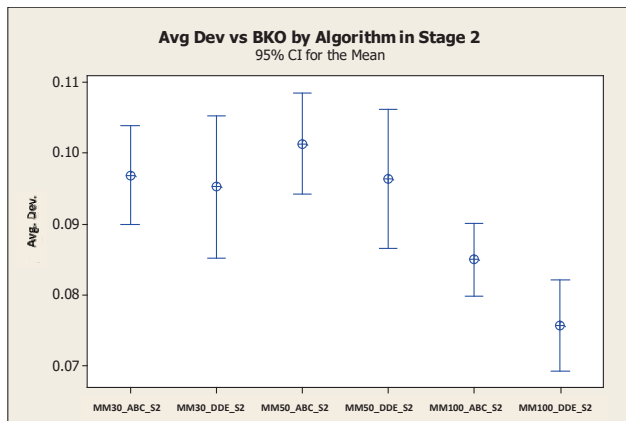 Avg Dev vs BKO by Algorithm in Stage 2
95% CI for the Mean
0.11
0.10
0.09
0.08
0.07
Avg. Dev.
MM30_ABC_S2 MM30_DDE_S2 MM50_ABC_S2 MM50_DDE_S2 MM100_ABC_S2 MM100_DDE_S2